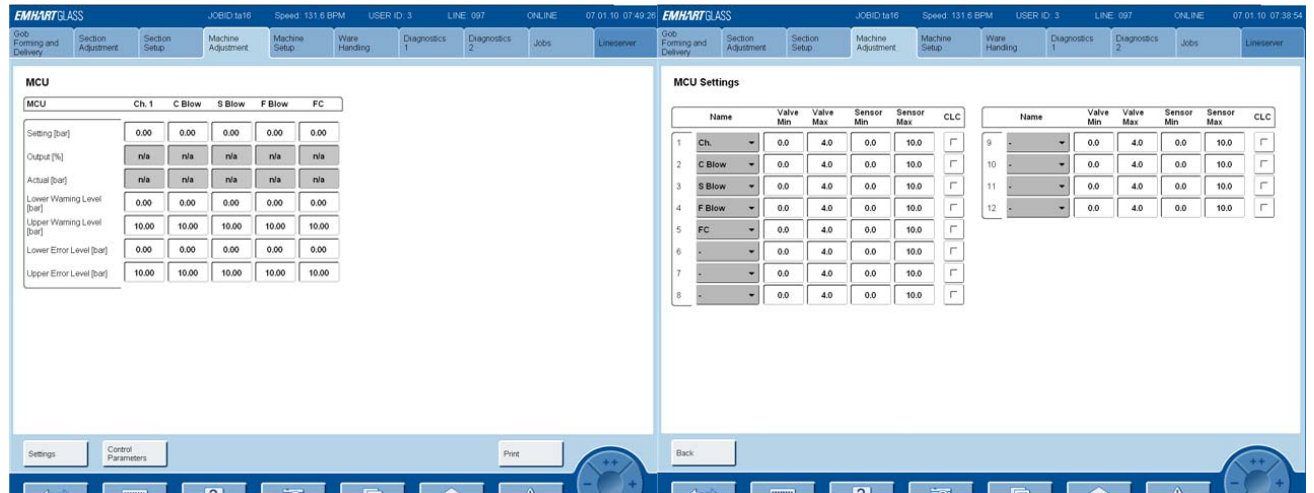 EMHARTGLASS JOBID:ta16 Speed: 131.6 BPM USER ID: 3 LINE: 097 ONLINE 07.01.10 07:49:26
Gob Forming and Delivery
Section Adjustment
Section Setup
Machine Adjustment
Machine Setup
Ware Handling
Diagnostics 1
Diagnostics 2
Jobs
Lineserver
MCU
MCU Ch. 1 C Blow S Blow F Blow FC
Setting [bar] 0.00 0.00 0.00 0.00 0.00
Output [%] n/a n/a n/a n/a n/a
Actual [bar] n/a n/a n/a n/a n/a
Lower Warning Level [bar] 0.00 0.00 0.00 0.00 0.00
Upper Warning Level [bar] 10.00 10.00 10.00 10.00 10.00
Lower Error Level [bar] 0.00 0.00 0.00 0.00 0.00
Upper Error Level [bar] 10.00 10.00 10.00 10.00 10.00
Settings
Control Parameters
Print
++
- +
EMHARTGLASS JOBID:ta16 Speed: 131.6 BPM USER ID: 3 LINE: 097 ONLINE 07.01.10 07:38:54
Gob Forming and Delivery
Section Adjustment
Section Setup
Machine Adjustment
Machine Setup
Ware Handling
Diagnostics 1
Diagnostics 2
Jobs
Lineserver
MCU Settings
Name Valve Min Valve Max Sensor Min Sensor Max CLC
1 Ch. 0.0 4.0 0.0 10.0
2 C Blow 0.0 4.0 0.0 10.0
3 S Blow 0.0 4.0 0.0 10.0
4 F Blow 0.0 4.0 0.0 10.0
5 FC 0.0 4.0 0.0 10.0
6 - 0.0 4.0 0.0 10.0
7 - 0.0 4.0 0.0 10.0
8 - 0.0 4.0 0.0 10.0
Name Valve Min Valve Max Sensor Min Sensor Max CLC
9 - 0.0 4.0 0.0 10.0
10 - 0.0 4.0 0.0 10.0
11 - 0.0 4.0 0.0 10.0
12 - 0.0 4.0 0.0 10.0
Back
++
- +